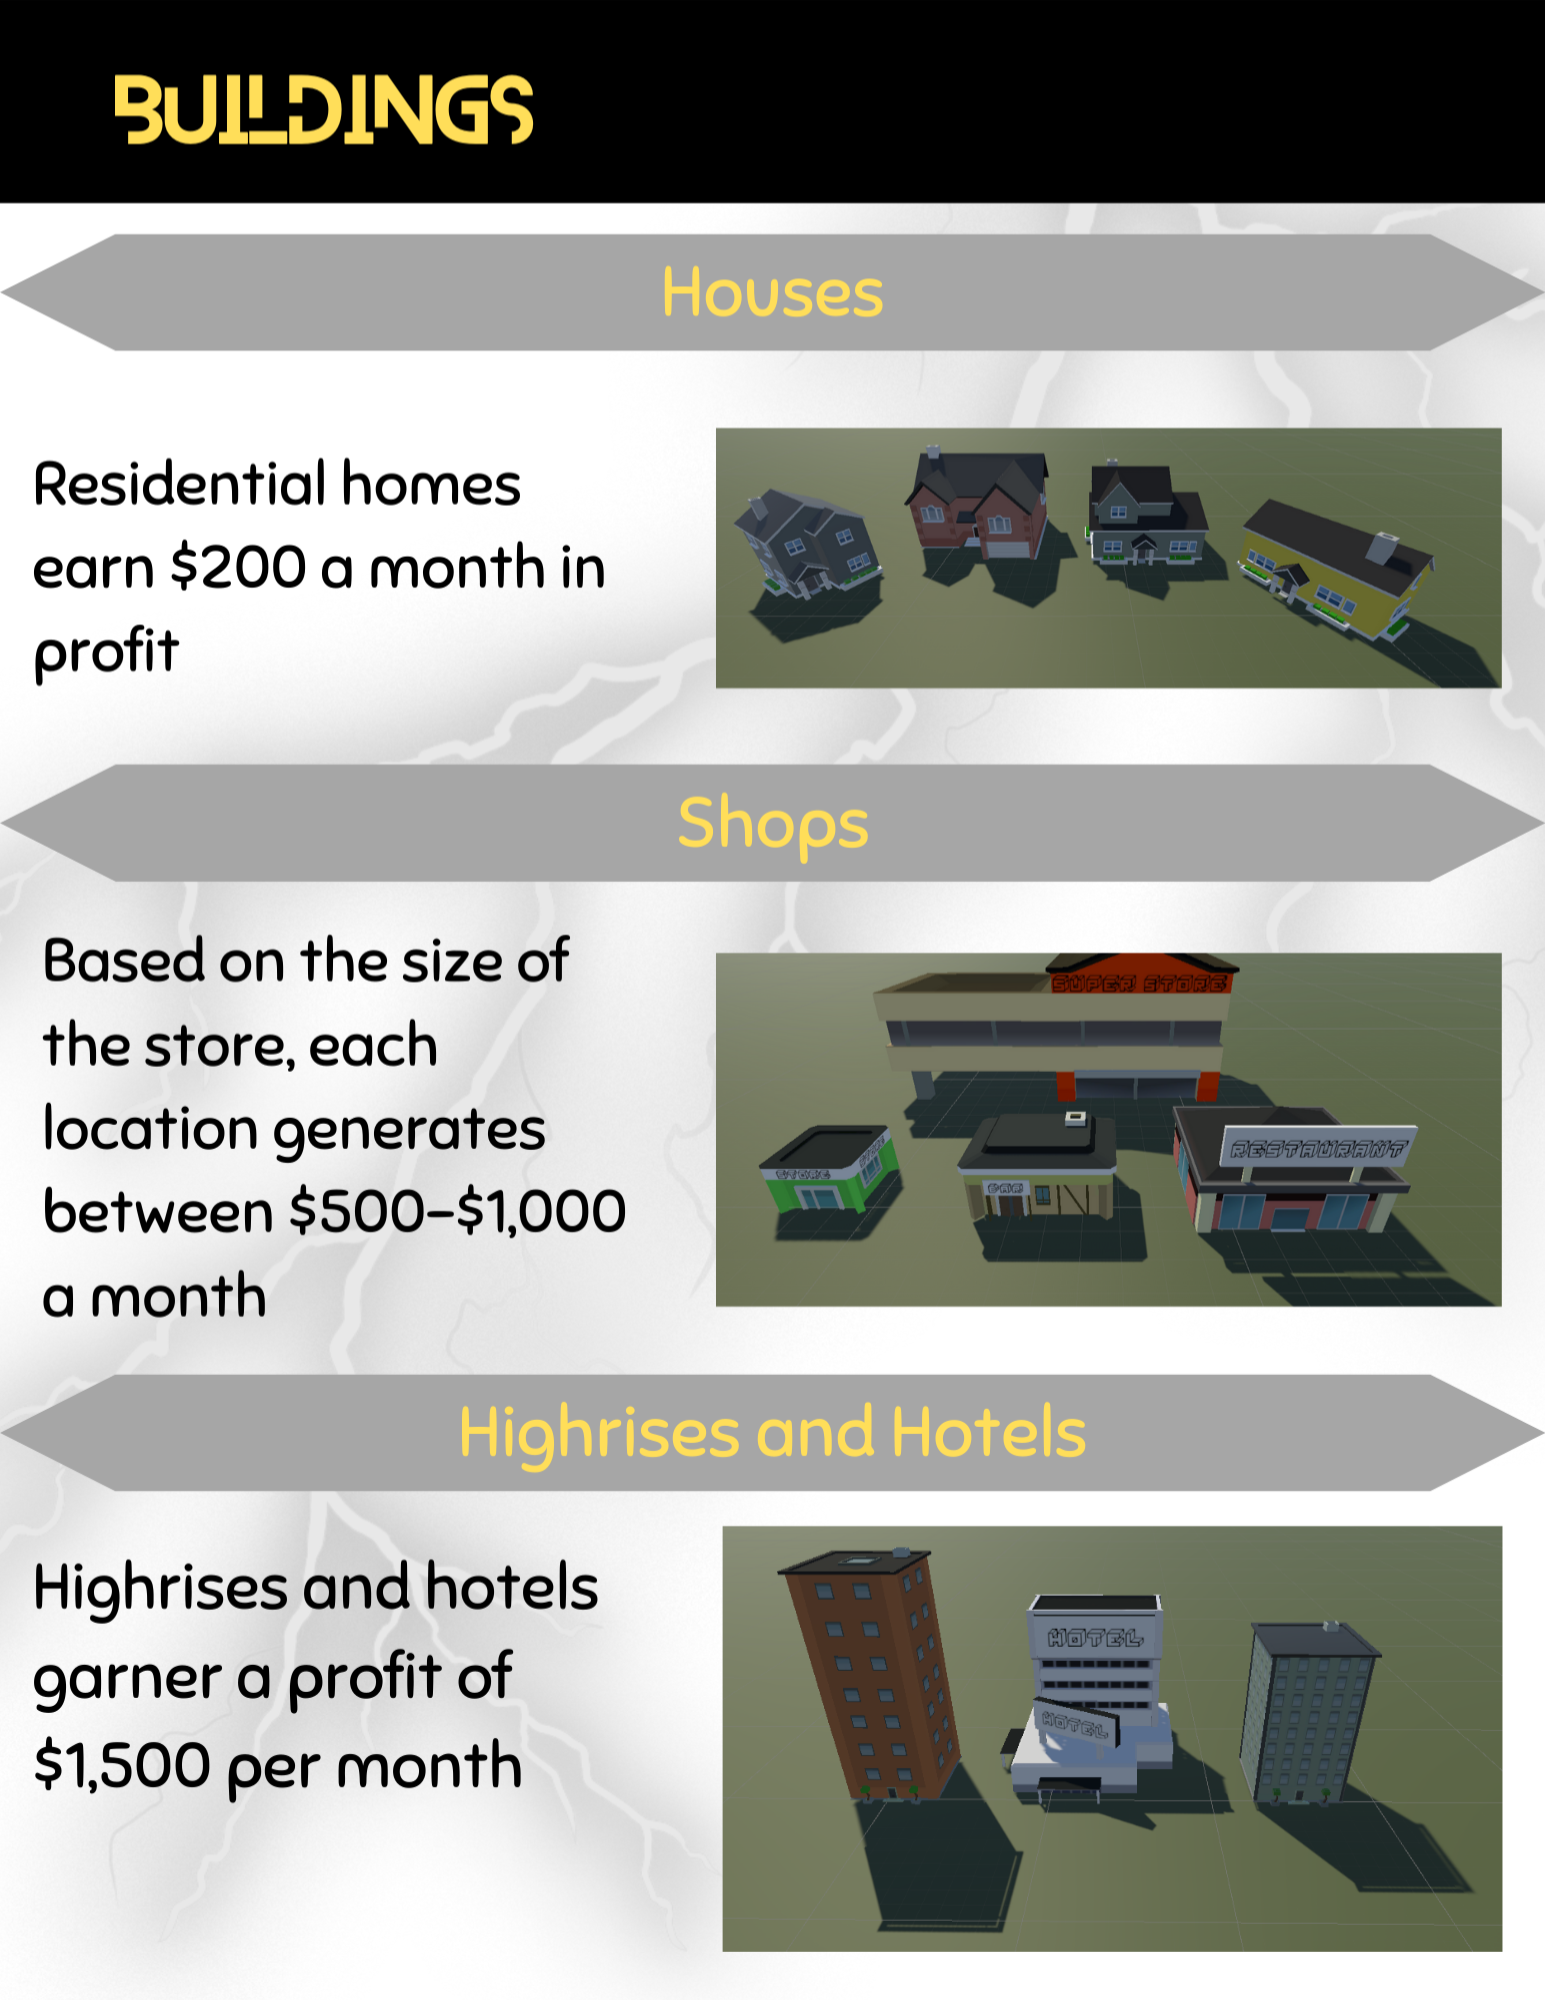 BUILDINGS
Houses
Residential homes
earn $200 a month in
profit
Shops
Based on the size of
the store, each
location generates
between $500-$1,000
a month
SUPER STORE
STORE
STORE
BAR
RESTAURANT
Highrises and Hotels
Highrises and hotels
garner a profit of
$1,500 per month
HOTEL
HOTEL